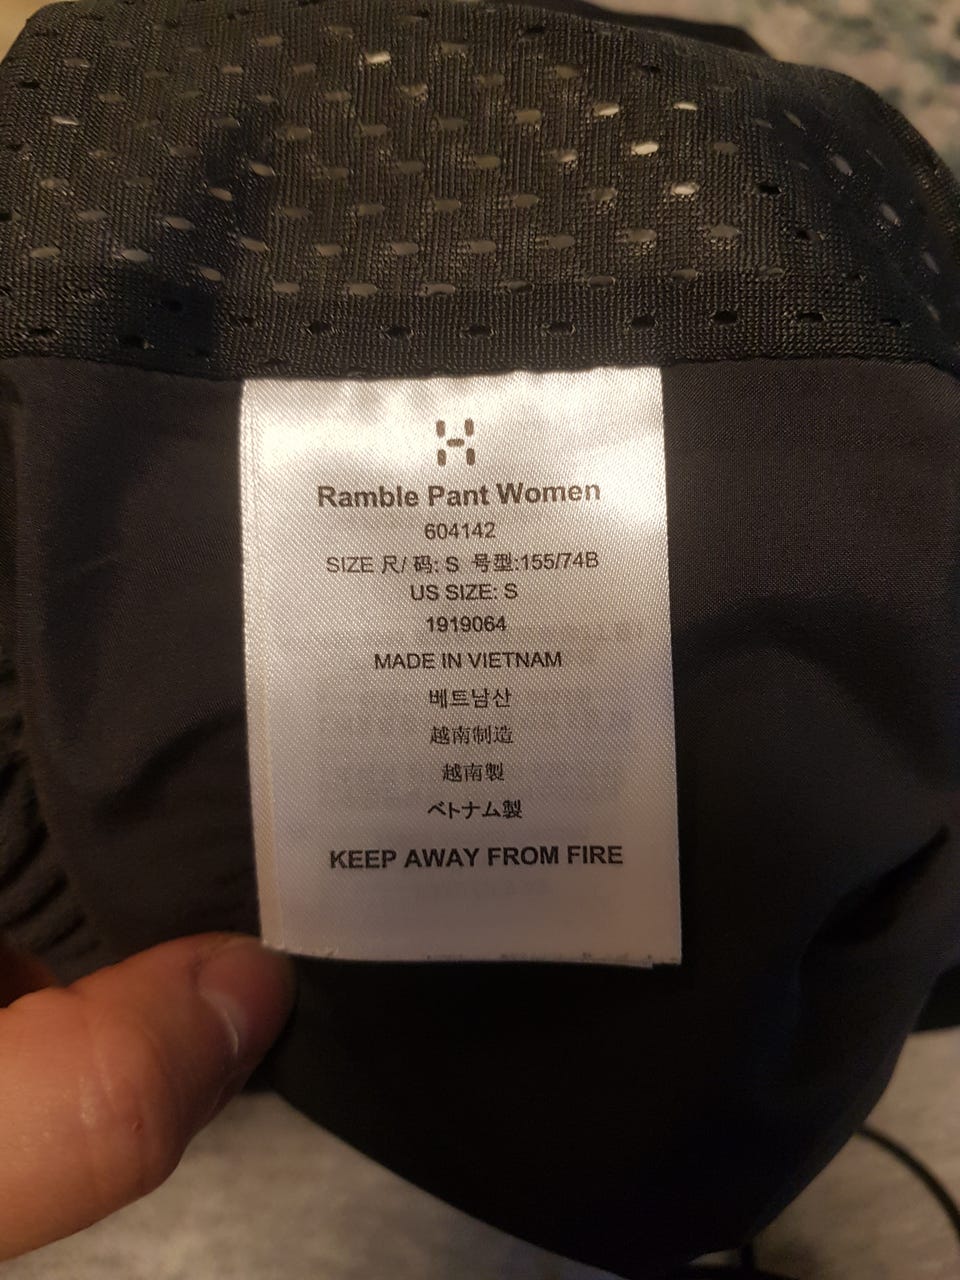 Ramble Pant Women
604142
SIZE 尺/ 码: S 号型:155/74B
US SIZE: S
1919064
MADE IN VIETNAM
베트남산
越南制造
越南製
ベトナム製
KEEP AWAY FROM FIRE